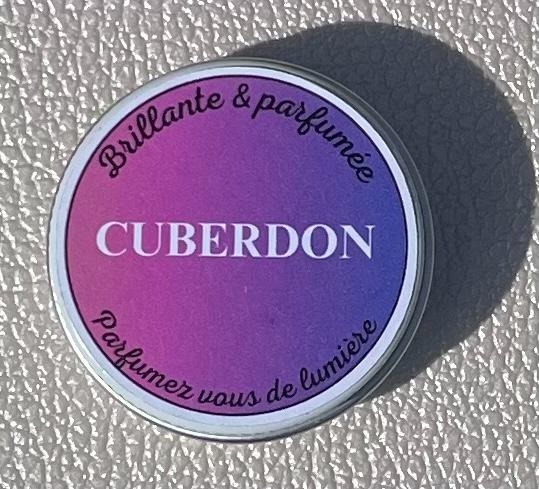 Brillante & parfumée
CUBERDON
Parfumez vous de lumière